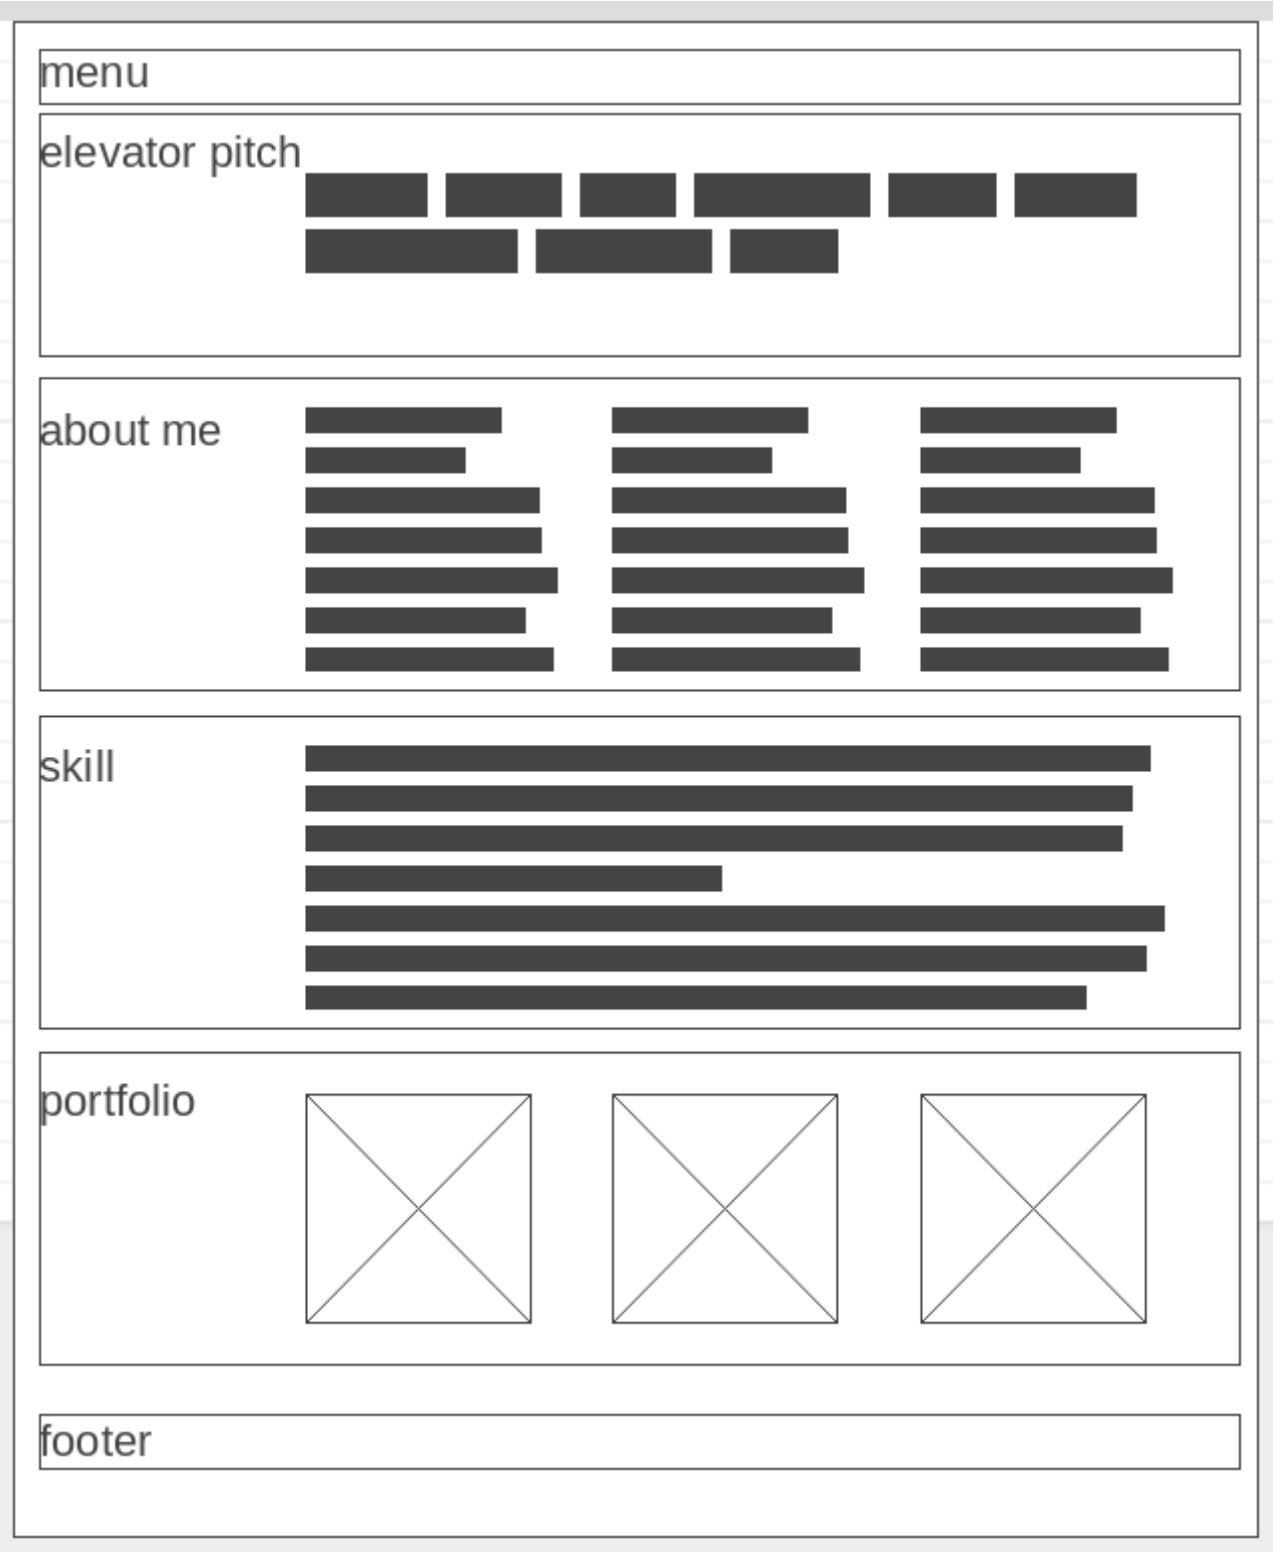 menu
elevator pitch
about me
skill
portfolio
footer